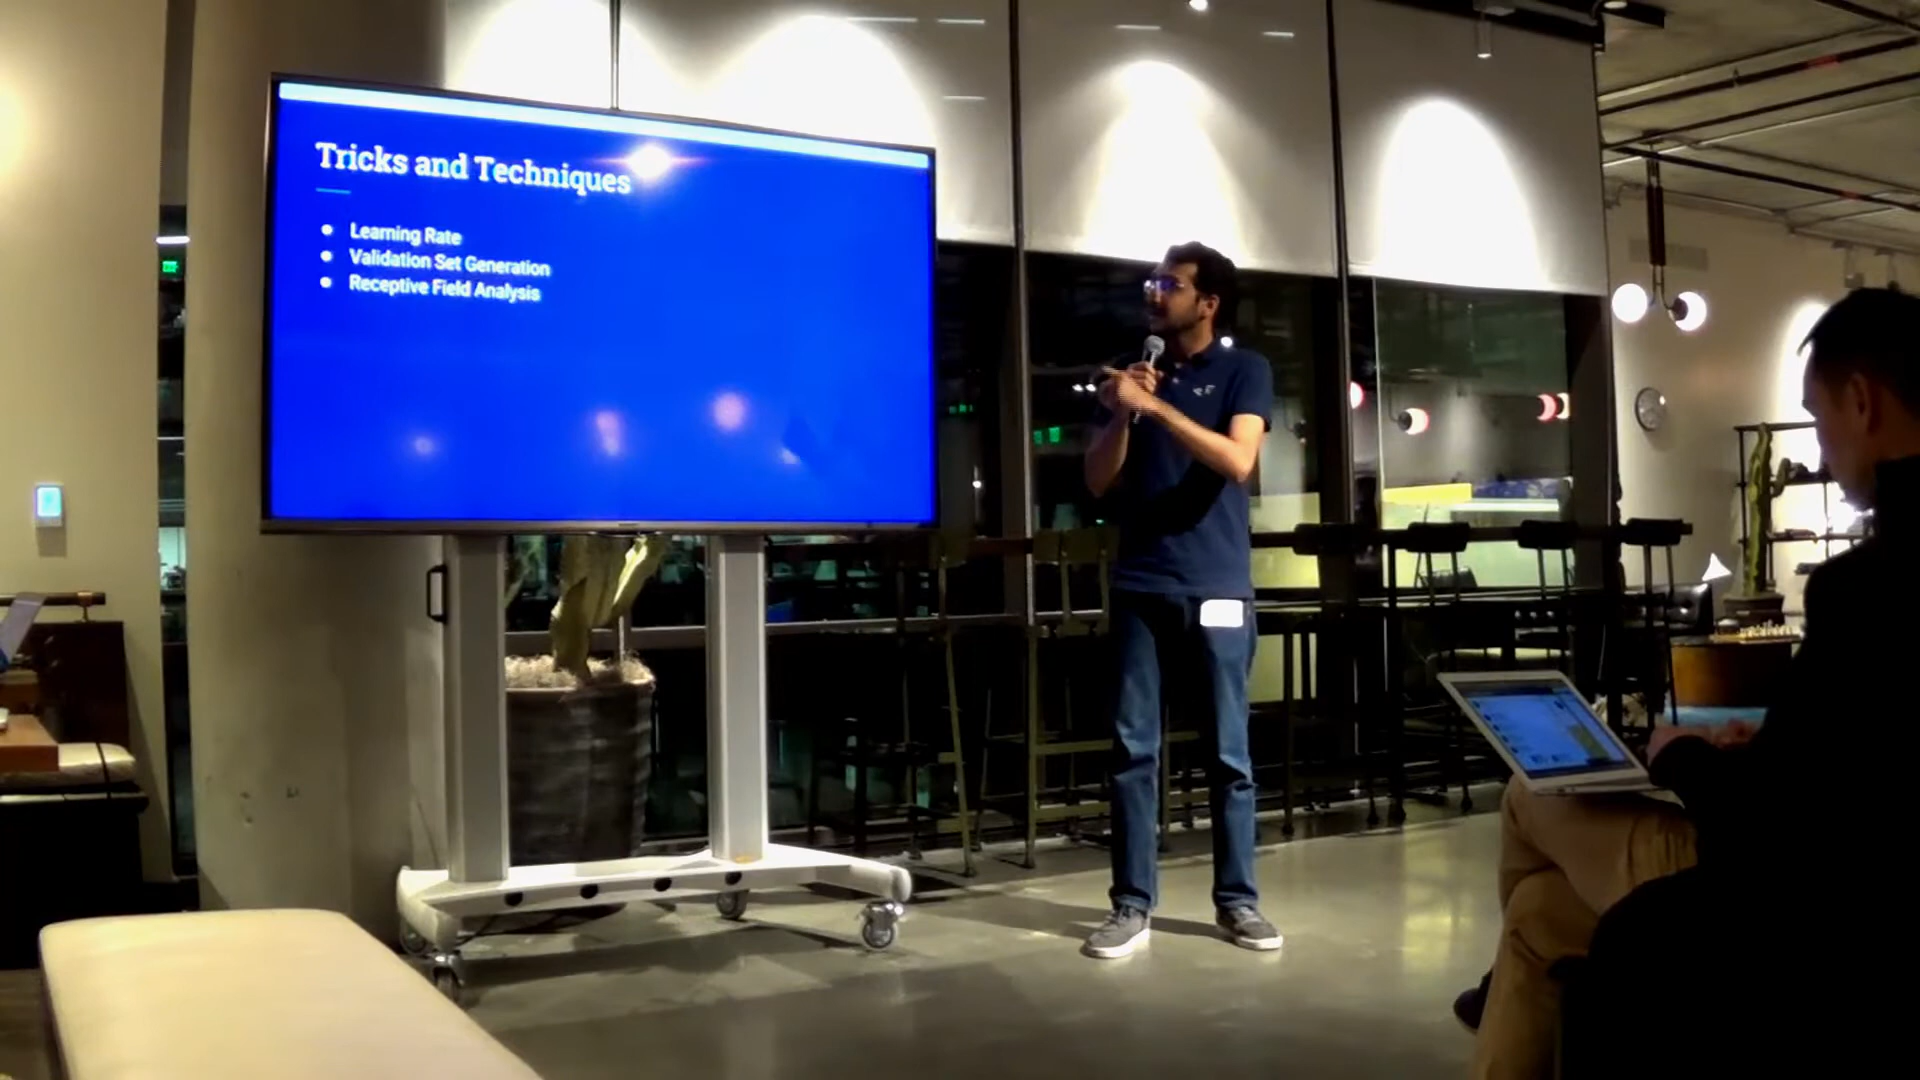 Tricks and Techniques
Learning Rate
Validation Set Generation
Receptive Field Analysis